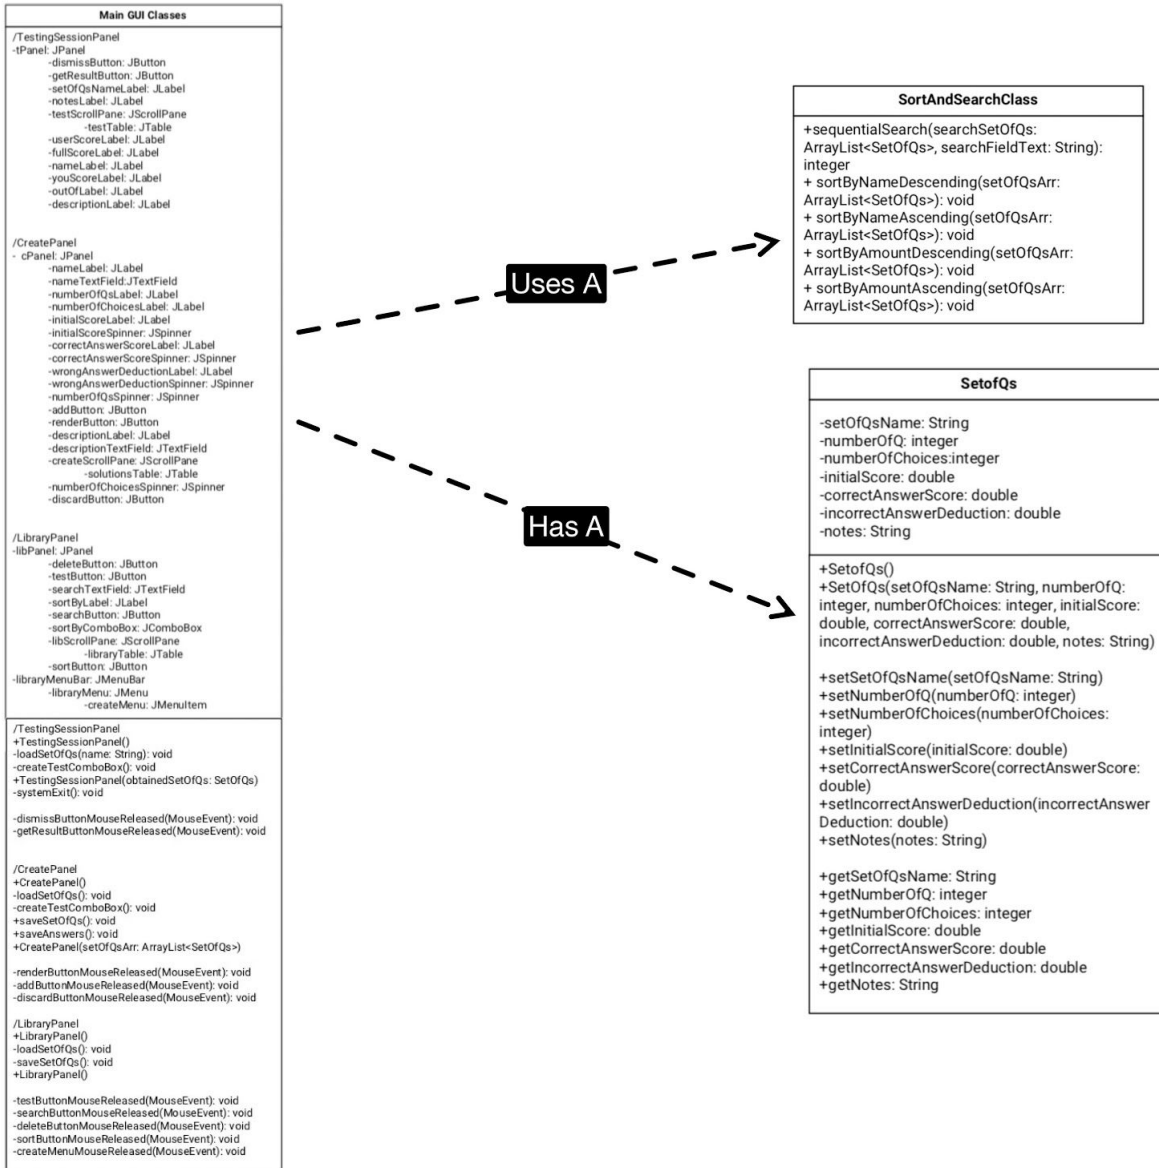 Main GUI Classes
/TestingSessionPanel
-tPanel: JPanel
-dismissButton: JButton
-getResultButton: JButton
-setOfQsNameLabel: JLabel
-notesLabel: JLabel
-testScrollPane: JScrollPane
-testTable: JTable
-userScoreLabel: JLabel
-fullScoreLabel: JLabel
-nameLabel: JLabel
-youScoreLabel: JLabel
-outOfLabel: JLabel
-descriptionLabel: JLabel
/CreatePanel
- cPanel: JPanel
-nameLabel: JLabel
-nameTextField:JTextField
-numberOfQsLabel: JLabel
-numberOfChoicesLabel: JLabel
-initialScoreLabel: JLabel
-initialScoreSpinner: JSpinner
-correctAnswerScoreLabel: JLabel
-correctAnswerScoreSpinner: JSpinner
-wrongAnswerDeductionLabel: JLabel
-wrongAnswerDeductionSpinner: JSpinner
-numberOfQsSpinner: JSpinner
-addButton: JButton
-renderButton: JButton
-descriptionLabel: JLabel
-descriptionTextField: JTextField
-createScrollPane: JScrollPane
-solutionsTable: JTable
-numberOfChoicesSpinner: JSpinner
-discardButton: JButton
/LibraryPanel
-libPanel: JPanel
-deleteButton: JButton
-testButton: JButton
-searchTextField: JTextField
-sortByLabel: JLabel
-searchButton: JButton
-sortByComboBox: JComboBox
-libScrollPane: JScrollPane
-libraryTable: JTable
-sortButton: JButton
-libraryMenuBar: JMenuBar
-libraryMenu: JMenu
-createMenu: JMenuItem
/TestingSessionPanel
+TestingSessionPanel()
-loadSetOfQs(name: String): void
-createTestComboBox(): void
+TestingSessionPanel(obtainedSetOfQs: SetOfQs)
-systemExit(): void
-dismissButtonMouseReleased(MouseEvent): void
-getResultButtonMouseReleased(MouseEvent): void
/CreatePanel
+CreatePanel()
-loadSetOfQs(): void
-createTestComboBox(): void
+saveSetOfQs(): void
+saveAnswers(): void
+CreatePanel(setOfQsArr: ArrayList<SetOfQs>)
-renderButtonMouseReleased(MouseEvent): void
-addButtonMouseReleased(MouseEvent): void
-discardButtonMouseReleased(MouseEvent): void
/LibraryPanel
+LibraryPanel()
-loadSetOfQs(): void
-saveSetOfQs(): void
+LibraryPanel()
-testButtonMouseReleased(MouseEvent): void
-searchButtonMouseReleased(MouseEvent): void
-deleteButtonMouseReleased(MouseEvent): void
-sortButtonMouseReleased(MouseEvent): void
-createMenuMouseReleased(MouseEvent): void
Uses A
Has A
SortAndSearchClass
+sequentialSearch(searchSetOfQs:
ArrayList<SetOfQs>, searchFieldText: String):
integer
+ sortByNameDescending(setOfQsArr:
ArrayList<SetOfQs>): void
+ sortByNameAscending(setOfQsArr:
ArrayList<SetOfQs>): void
+ sortByAmountDescending(setOfQsArr:
ArrayList<SetOfQs>): void
+ sortByAmountAscending(setOfQsArr:
ArrayList<SetOfQs>): void
SetofQs
-setOfQsName: String
-numberOfQ: integer
-numberOfChoices:integer
-initialScore: double
-correctAnswerScore: double
-incorrectAnswerDeduction: double
-notes: String
+SetofQs()
+SetOfQs(setOfQsName: String, numberOfQ:
integer, numberOfChoices: integer, initialScore:
double, correctAnswerScore: double,
incorrectAnswerDeduction: double, notes: String)
+setSetOfQsName(setOfQsName: String)
+setNumberOfQ(numberOfQ: integer)
+setNumberOfChoices(numberOfChoices:
integer)
+setInitialScore(initialScore: double)
+setCorrectAnswerScore(correctAnswerScore:
double)
+setIncorrectAnswerDeduction(incorrectAnswer
Deduction: double)
+setNotes(notes: String)
+getSetOfQsName: String
+getNumberOfQ: integer
+getNumberOfChoices: integer
+getInitialScore: double
+getCorrectAnswerScore: double
+getIncorrectAnswerDeduction: double
+getNotes: String